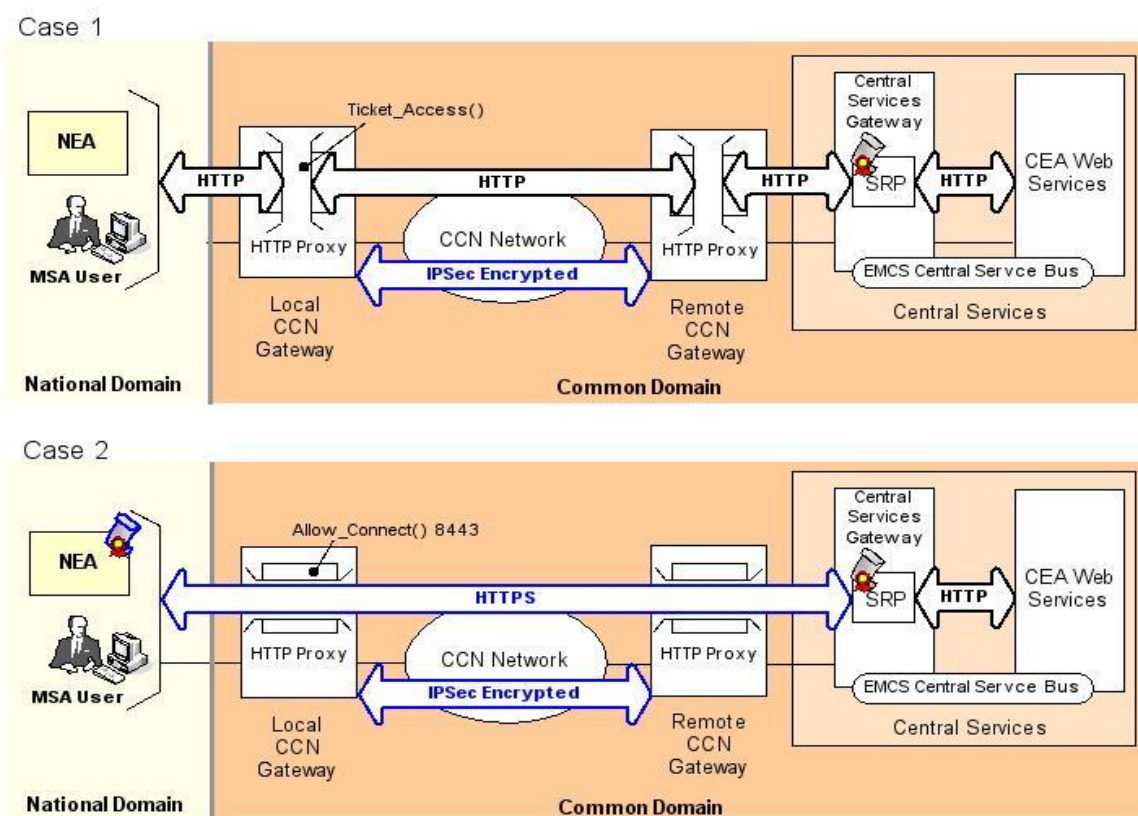 Case 1
Ticket_Access()
NEA
MSA User
HTTP
HTTP
HTTP
HTTP
HTTP Proxy
CCN Network
HTTP Proxy
IPSec Encrypted
Local
CCN
Gateway
Remote
CCN
Gateway
Central
Services
Gateway
SRP
CEA Web
Services
EMCS Central Servce Bus
Central Services
National Domain
Common Domain
Case 2
Allow_Connect() 8443
NEA
MSA User
HTTPS
HTTP
HTTP Proxy
CCN Network
HTTP Proxy
IPSec Encrypted
Local
CCN
Gateway
Remote
CCN
Gateway
Central
Services
Gateway
SRP
CEA Web
Services
EMCS Central Servce Bus
Central Services
National Domain
Common Domain